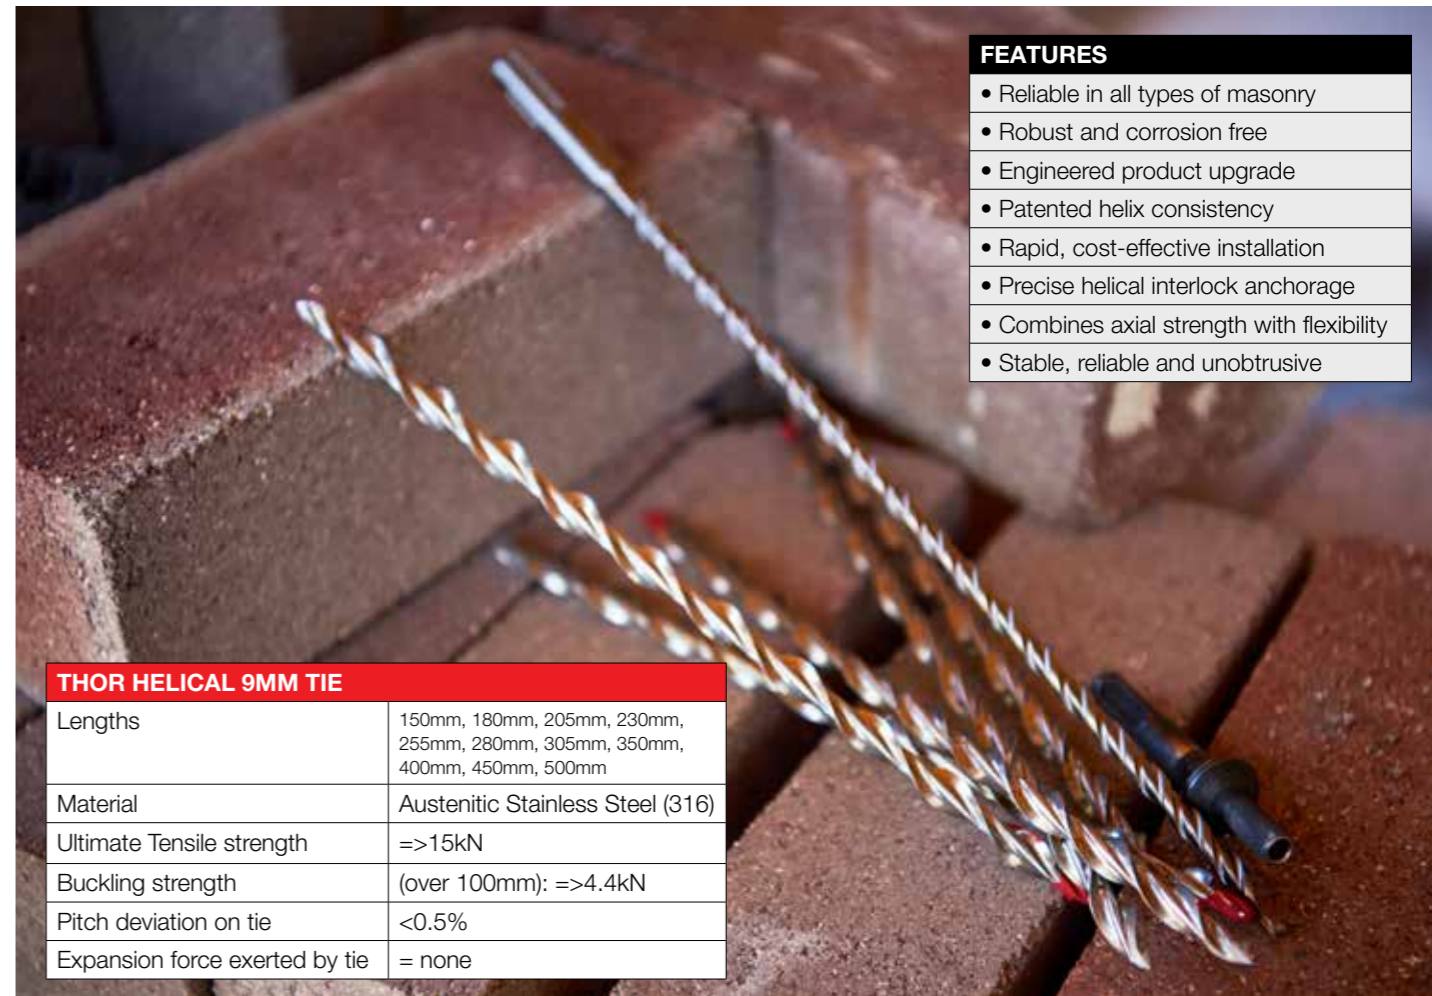 FEATURES
• Reliable in all types of masonry
• Robust and corrosion free
• Engineered product upgrade
• Patented helix consistency
• Rapid, cost-effective installation
• Precise helical interlock anchorage
• Combines axial strength with flexibility
• Stable, reliable and unobtrusive
THOR HELICAL 9MM TIE
Lengths 150mm, 180mm, 205mm, 230mm,
255mm, 280mm, 305mm, 350mm,
400mm, 450mm, 500mm
Material Austenitic Stainless Steel (316)
Ultimate Tensile strength =>15kN
Buckling strength (over 100mm): =>4.4kN
Pitch deviation on tie <0.5%
Expansion force exerted by tie = none